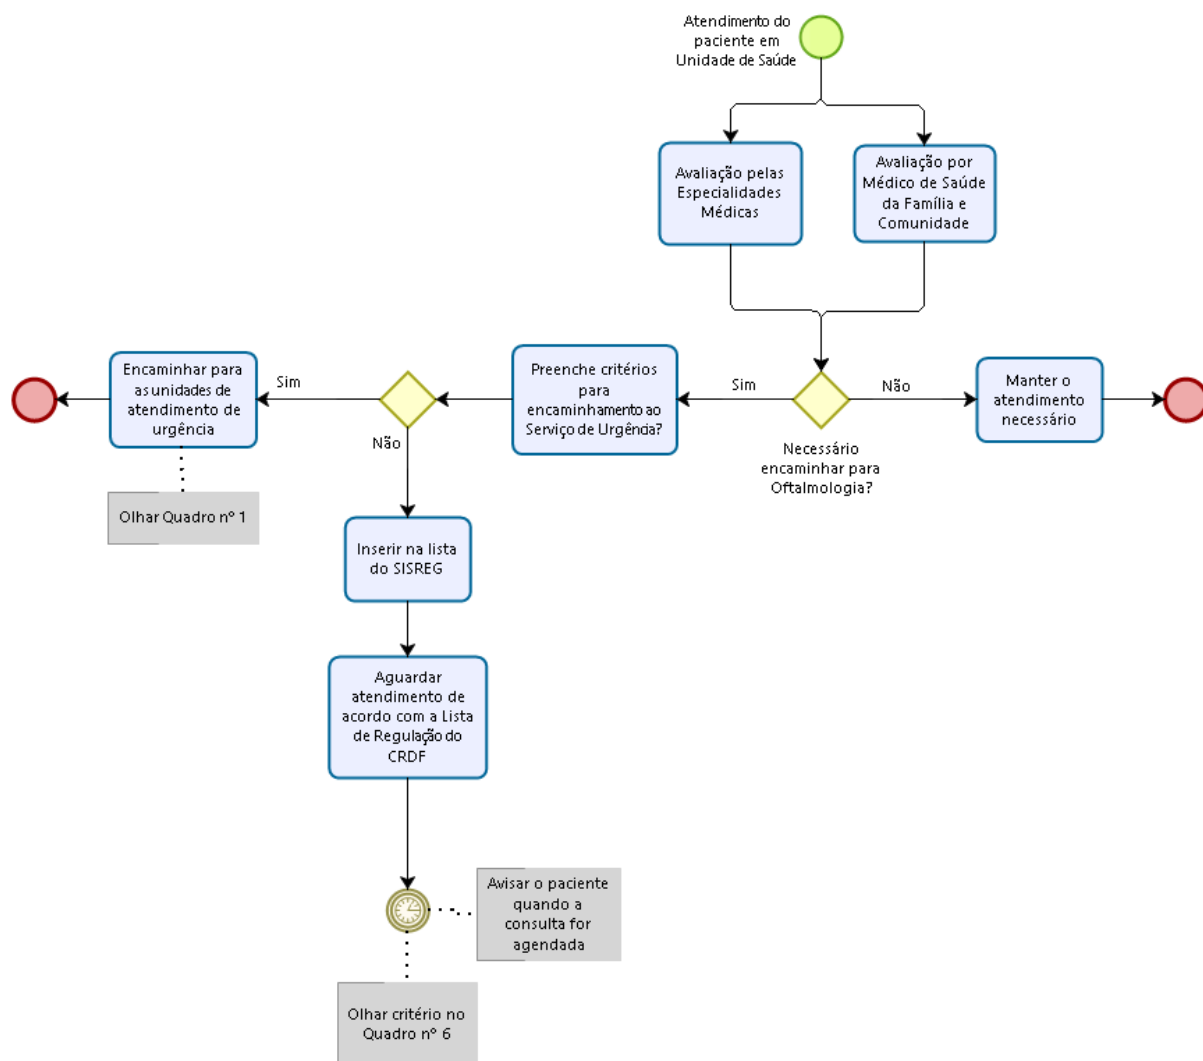 Atendimento do
paciente em
Unidade de Saúde
Avaliação pelas
Especialidades
Médicas
Avaliação por
Médico de Saúde
da Família e
Comunidade
Encaminhar para
as unidades de
atendimento de
urgência
Sim
Preenche critérios
para
encaminhamento ao
Serviço de Urgência?
Sim
Não
Manter o
atendimento
necessário
Não
Necessário
encaminhar para
Oftalmologia?
Olhar Quadro nº 1
Inserir na lista
do SISREG
Aguardar
atendimento de
acordo com a Lista
de Regulação do
CRDF
Avisar o paciente
quando a
consulta for
agendada
Olhar critério no
Quadro nº 6